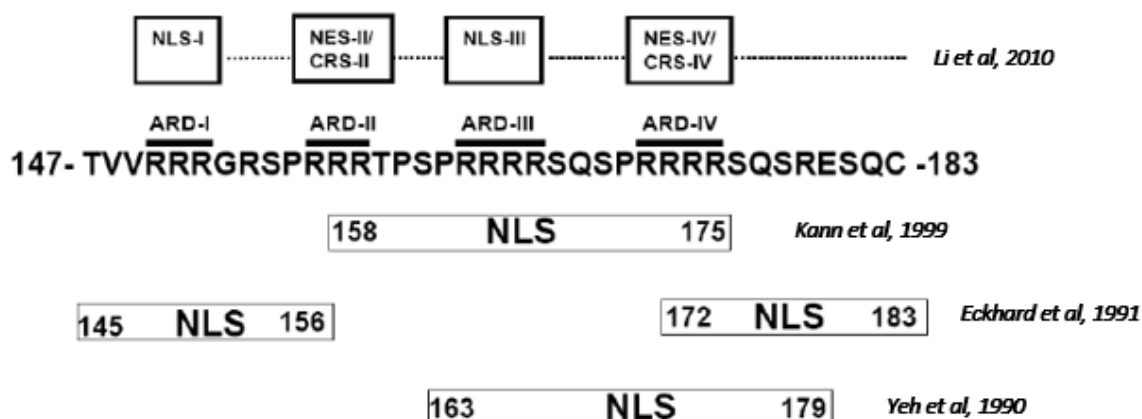 NLS-I NES-II/ NLS-III NES-IV/
CRS-II CRS-IV
Li et al, 2010
ARD-I ARD-II ARD-III ARD-IV
147- TVVRRRGRSPRRRTPSPRRRRSQSPRRRRSQSRESQC -183
158 NLS 175 Kann et al, 1999
145 NLS 156 172 NLS 183 Eckhard et al, 1991
163 NLS 179 Yeh et al, 1990